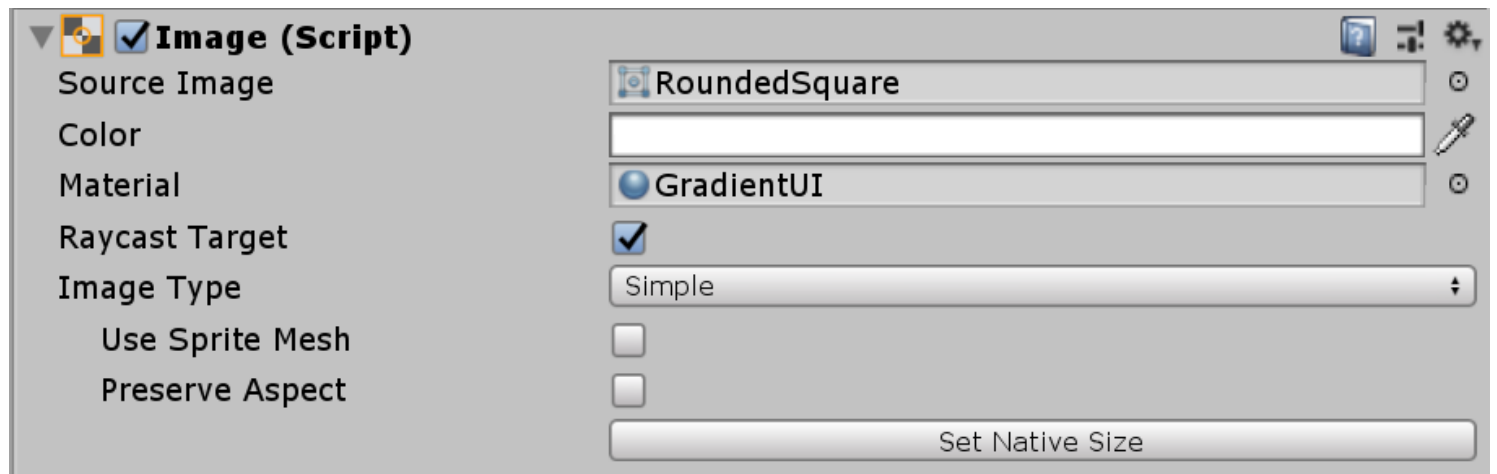 Image (Script)
Source Image RoundedSquare
Color
Material GradientUI
Raycast Target
Image Type Simple
Use Sprite Mesh
Preserve Aspect
Set Native Size